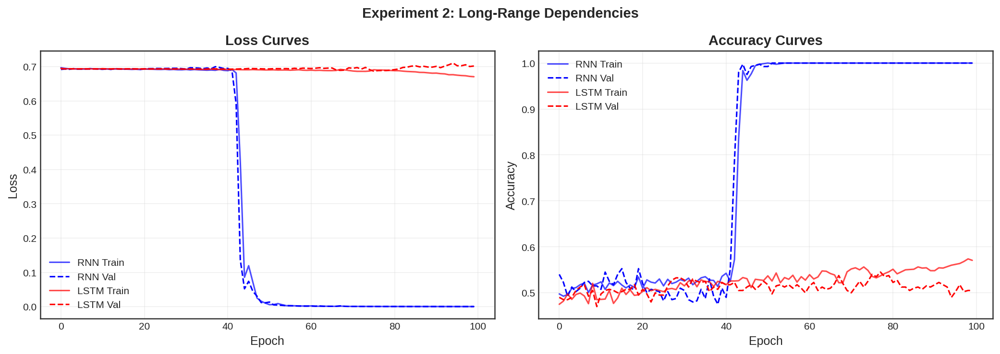 Experiment 2: Long-Range Dependencies
Loss Curves
0.7
0.6
0.5
0.4
0.3
0.2
0.1
0.0
Loss
RNN Train
RNN Val
LSTM Train
LSTM Val
0
20
40
60
80
100
Epoch
Accuracy Curves
1.0
0.9
0.8
0.7
0.6
0.5
Accuracy
RNN Train
RNN Val
LSTM Train
LSTM Val
0
20
40
60
80
100
Epoch